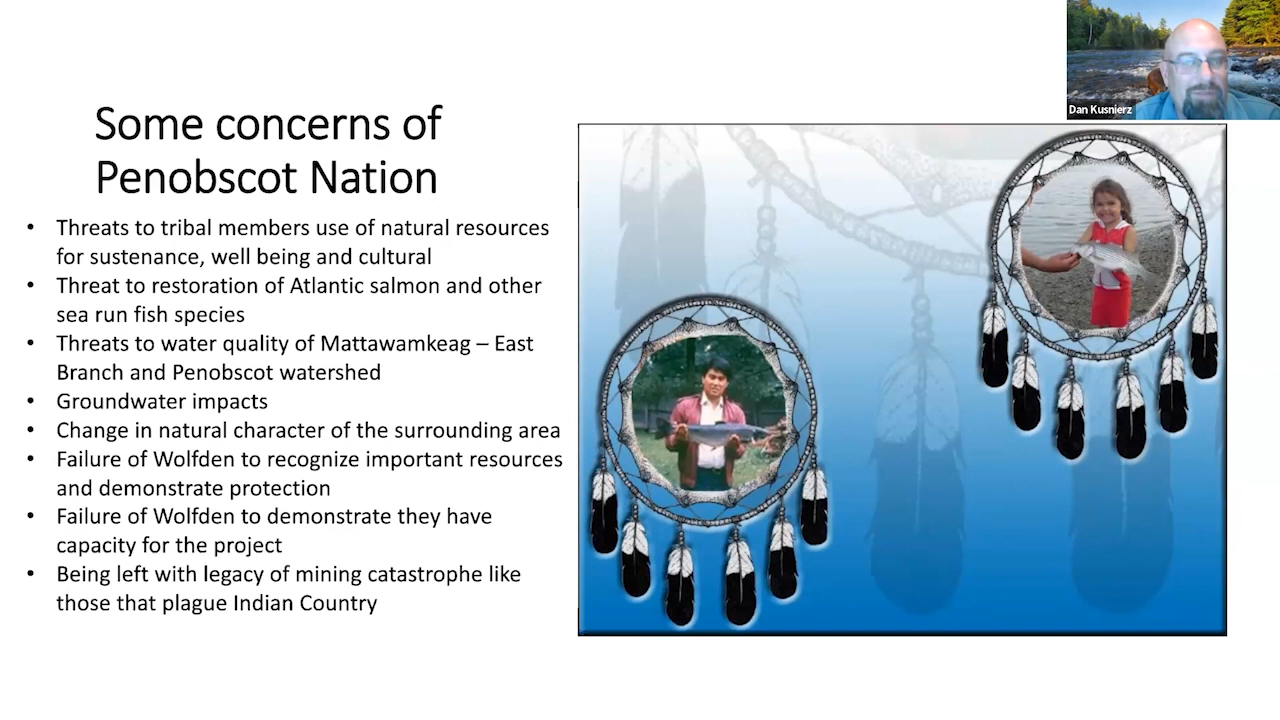 Dan Kusnierz
Some concerns of
Penobscot Nation
• Threats to tribal members use of natural resources
for sustenance, well being and cultural
• Threat to restoration of Atlantic salmon and other
sea run fish species
• Threats to water quality of Mattawamkeag – East
Branch and Penobscot watershed
• Groundwater impacts
• Change in natural character of the surrounding area
• Failure of Wolfden to recognize important resources
and demonstrate protection
• Failure of Wolfden to demonstrate they have
capacity for the project
• Being left with legacy of mining catastrophe like
those that plague Indian Country